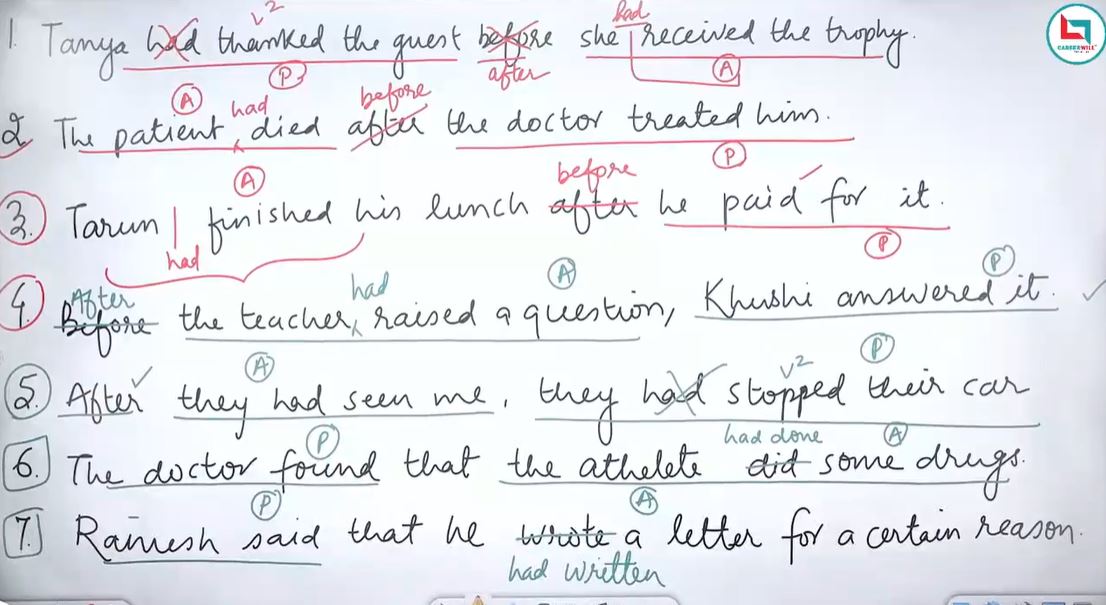 had
V²
1. Tanya had thanked the guest before she received the trophy.
CAREERWILL
P after A
A had before
2. The patient died after the doctor treated him.
A before P
3. Tarun finished his lunch after he paid for it.
had P
After had A P
4. Before the teacher raised a question, Khushi answered it.
A V² P
5. After they had seen me, they had stopped their car
P had done A
6. The doctor found that the athelete did some drugs.
P A
7. Ramesh said that he wrote a letter for a certain reason.
had written